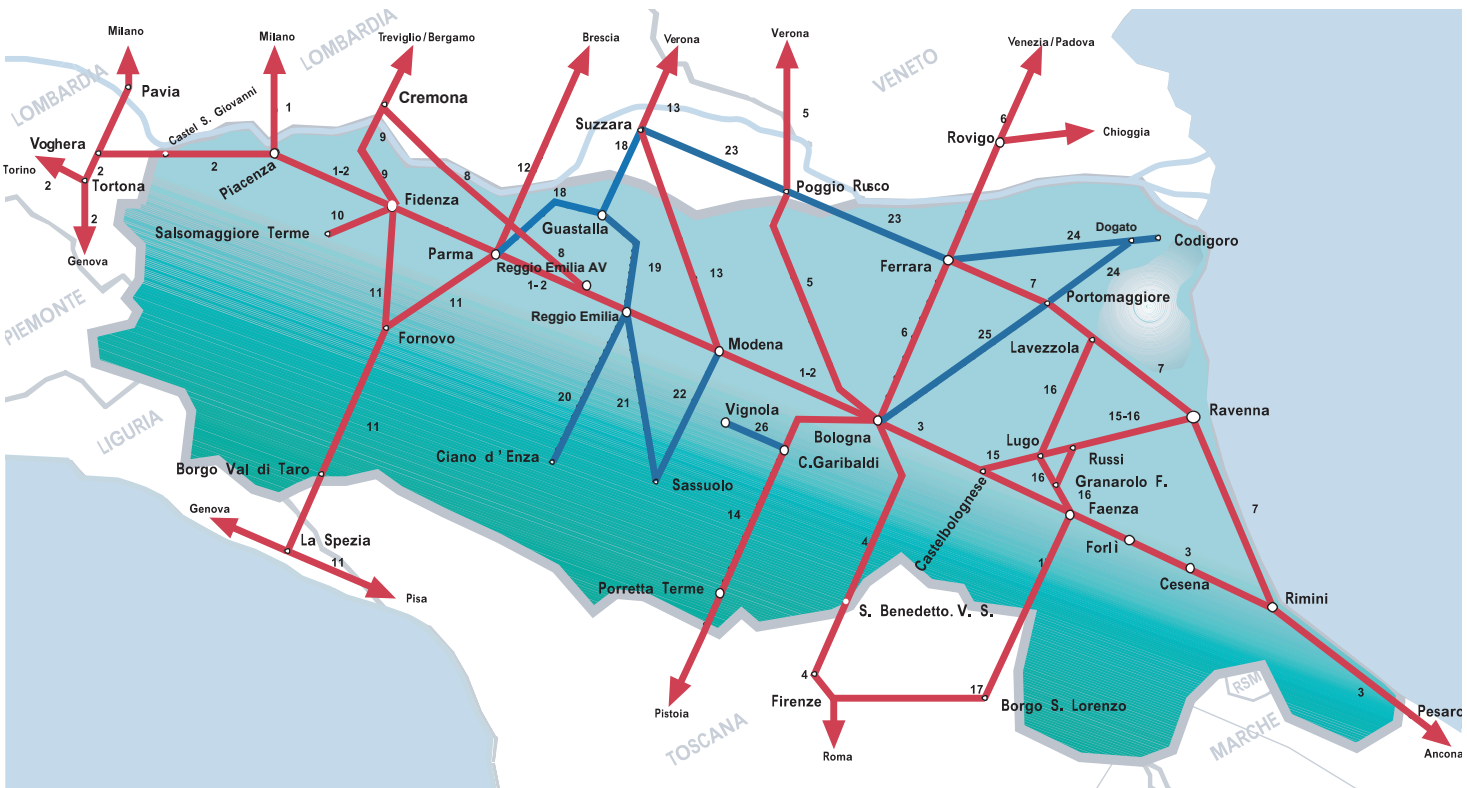 Milano
Milano
LOMBARDIA
Treviglio/Bergamo
Brescia
Verona
Verona
Venezia/Padova
VENETO
LOMBARDIA
Pavia
Castel S. Giovanni
1
Cremona
13
5
6
Suzzara
Rovigo
Chioggia
Voghera
9
18
23
12
8
Torino
2
2
2
Tortona
Piacenza
1-2
9
Fidenza
18
Poggio Rusco
2
10
Salsomaggiore Terme
Guastalla
23
24
Dogato
Codigoro
Genova
Parma
8
Reggio Emilia AV
1-2
19
13
5
Ferrara
24
7
PIEMONTE
11
11
Reggio Emilia
Portomaggiore
Fornovo
Modena
6
25
Lavezzola
1-2
7
20
21
22
16
LIGURIA
Vignola
26
15-16
Ravenna
11
Bologna
3
Ciano d'Enza
C.Garibaldi
Lugo
Russi
Borgo Val di Taro
15
16
Granarolo F.
Sassuolo
16
Faenza
Genova
14
4
Castelbolognese
7
La Spezia
11
Forlì
3
1
Cesena
Pisa
Porretta Terme
S. Benedetto. V. S.
Rimini
4
17
RSM
3
Firenze
Borgo S. Lorenzo
Pistoia
TOSCANA
MARCHE
Pesaro
Roma
Ancona